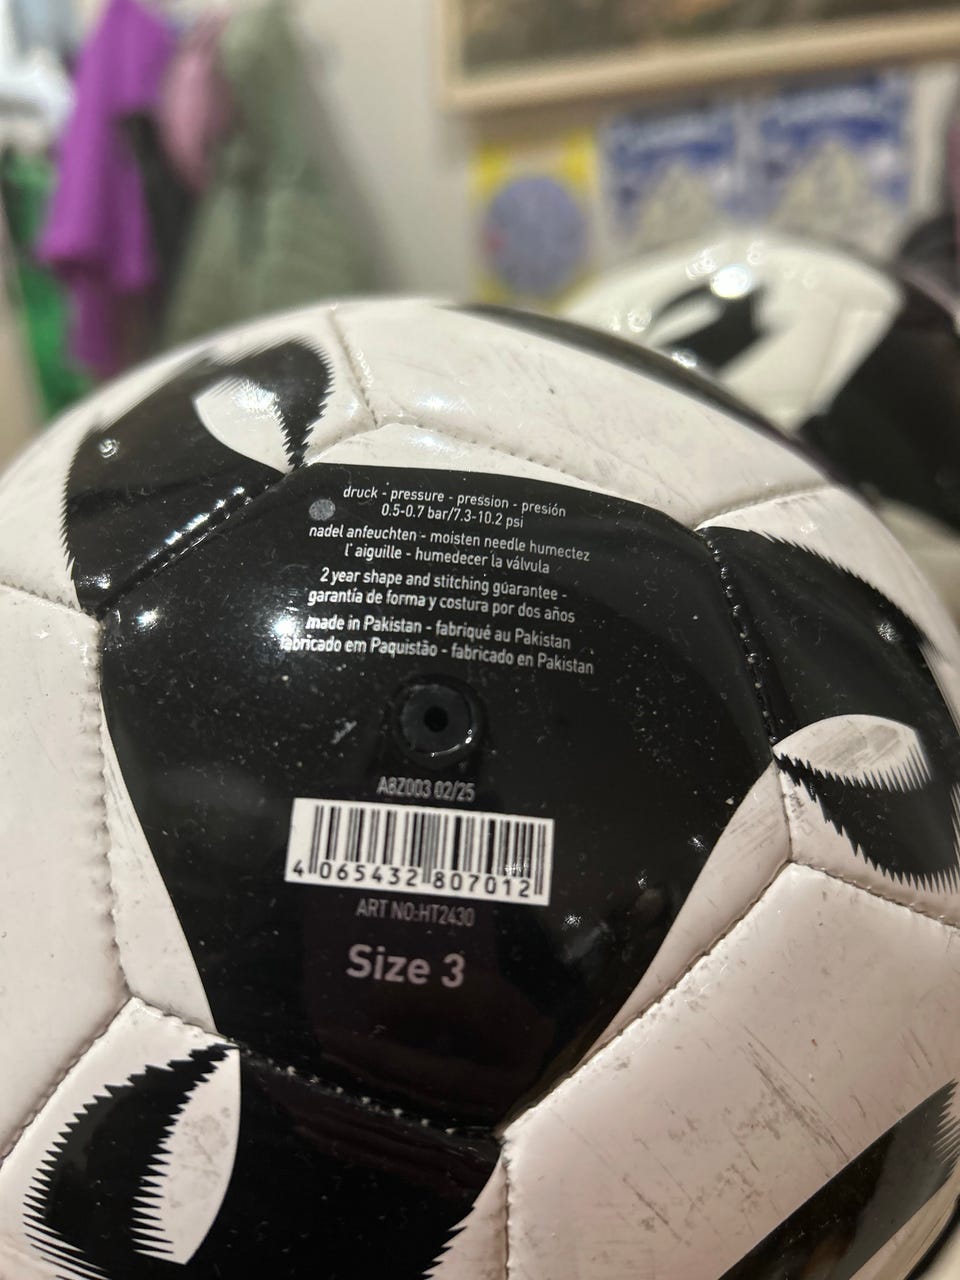 druck - pressure - pression - presión
0.5-0.7 bar/7.3-10.2 psi
nadel anfeuchten - moisten needle humectez
l'aiguille - humedecer la válvula
2 year shape and stitching guarantee -
garantía de forma y costura por dos años
made in Pakistan - fabriqué au Pakistan
fabricado em Paquistão - fabricado en Pakistan
ABZ003 02/25
4 065432 807012
ART NO:HT2430
Size 3